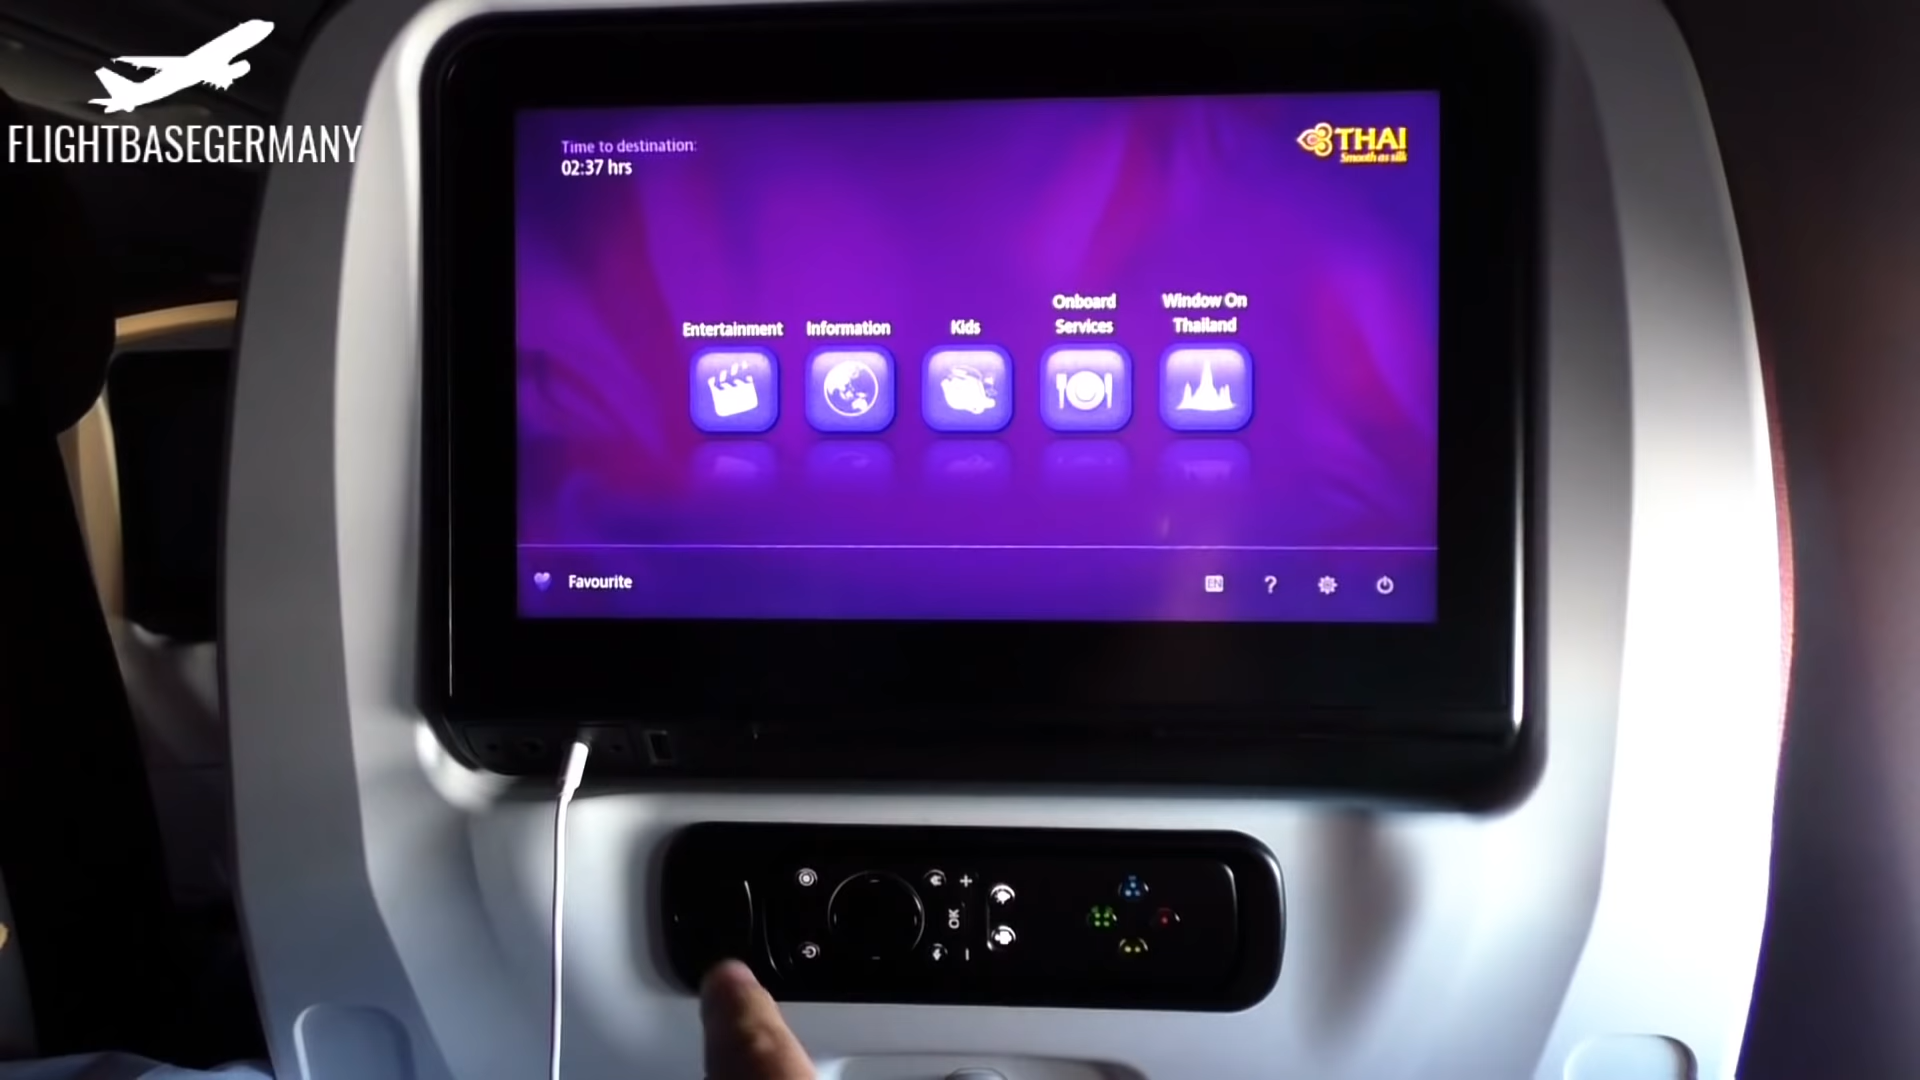 FLIGHTBASEGERMANY
Time to destination:
02:37 hrs
THAI
Smooth as silk
Entertainment
Information
Kids
Onboard
Services
Window On
Thailand
Favourite
EN
?
+
OK
-